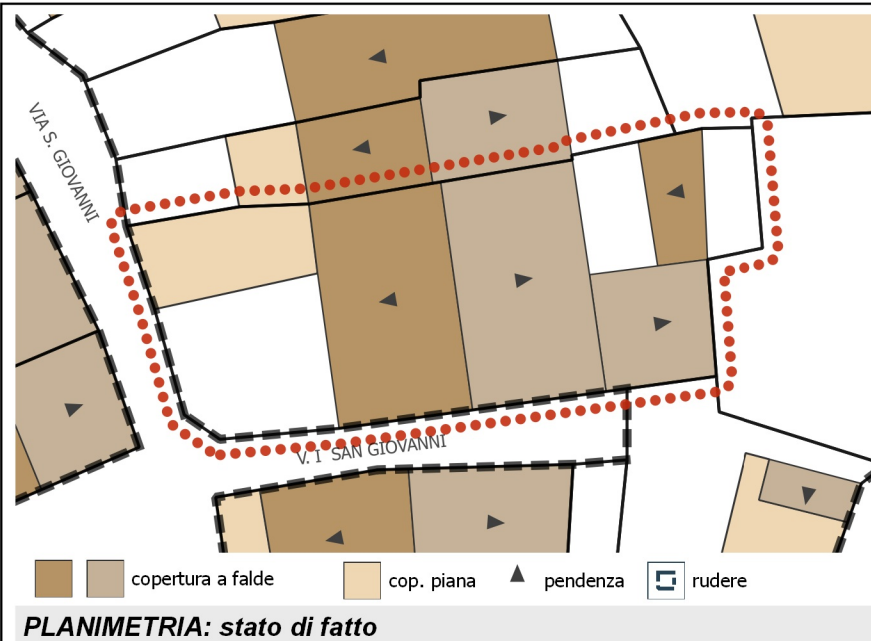 VIA S. GIOVANNI
V. I SAN GIOVANNI
copertura a falde
cop. piana
pendenza
rudere
PLANIMETRIA: stato di fatto